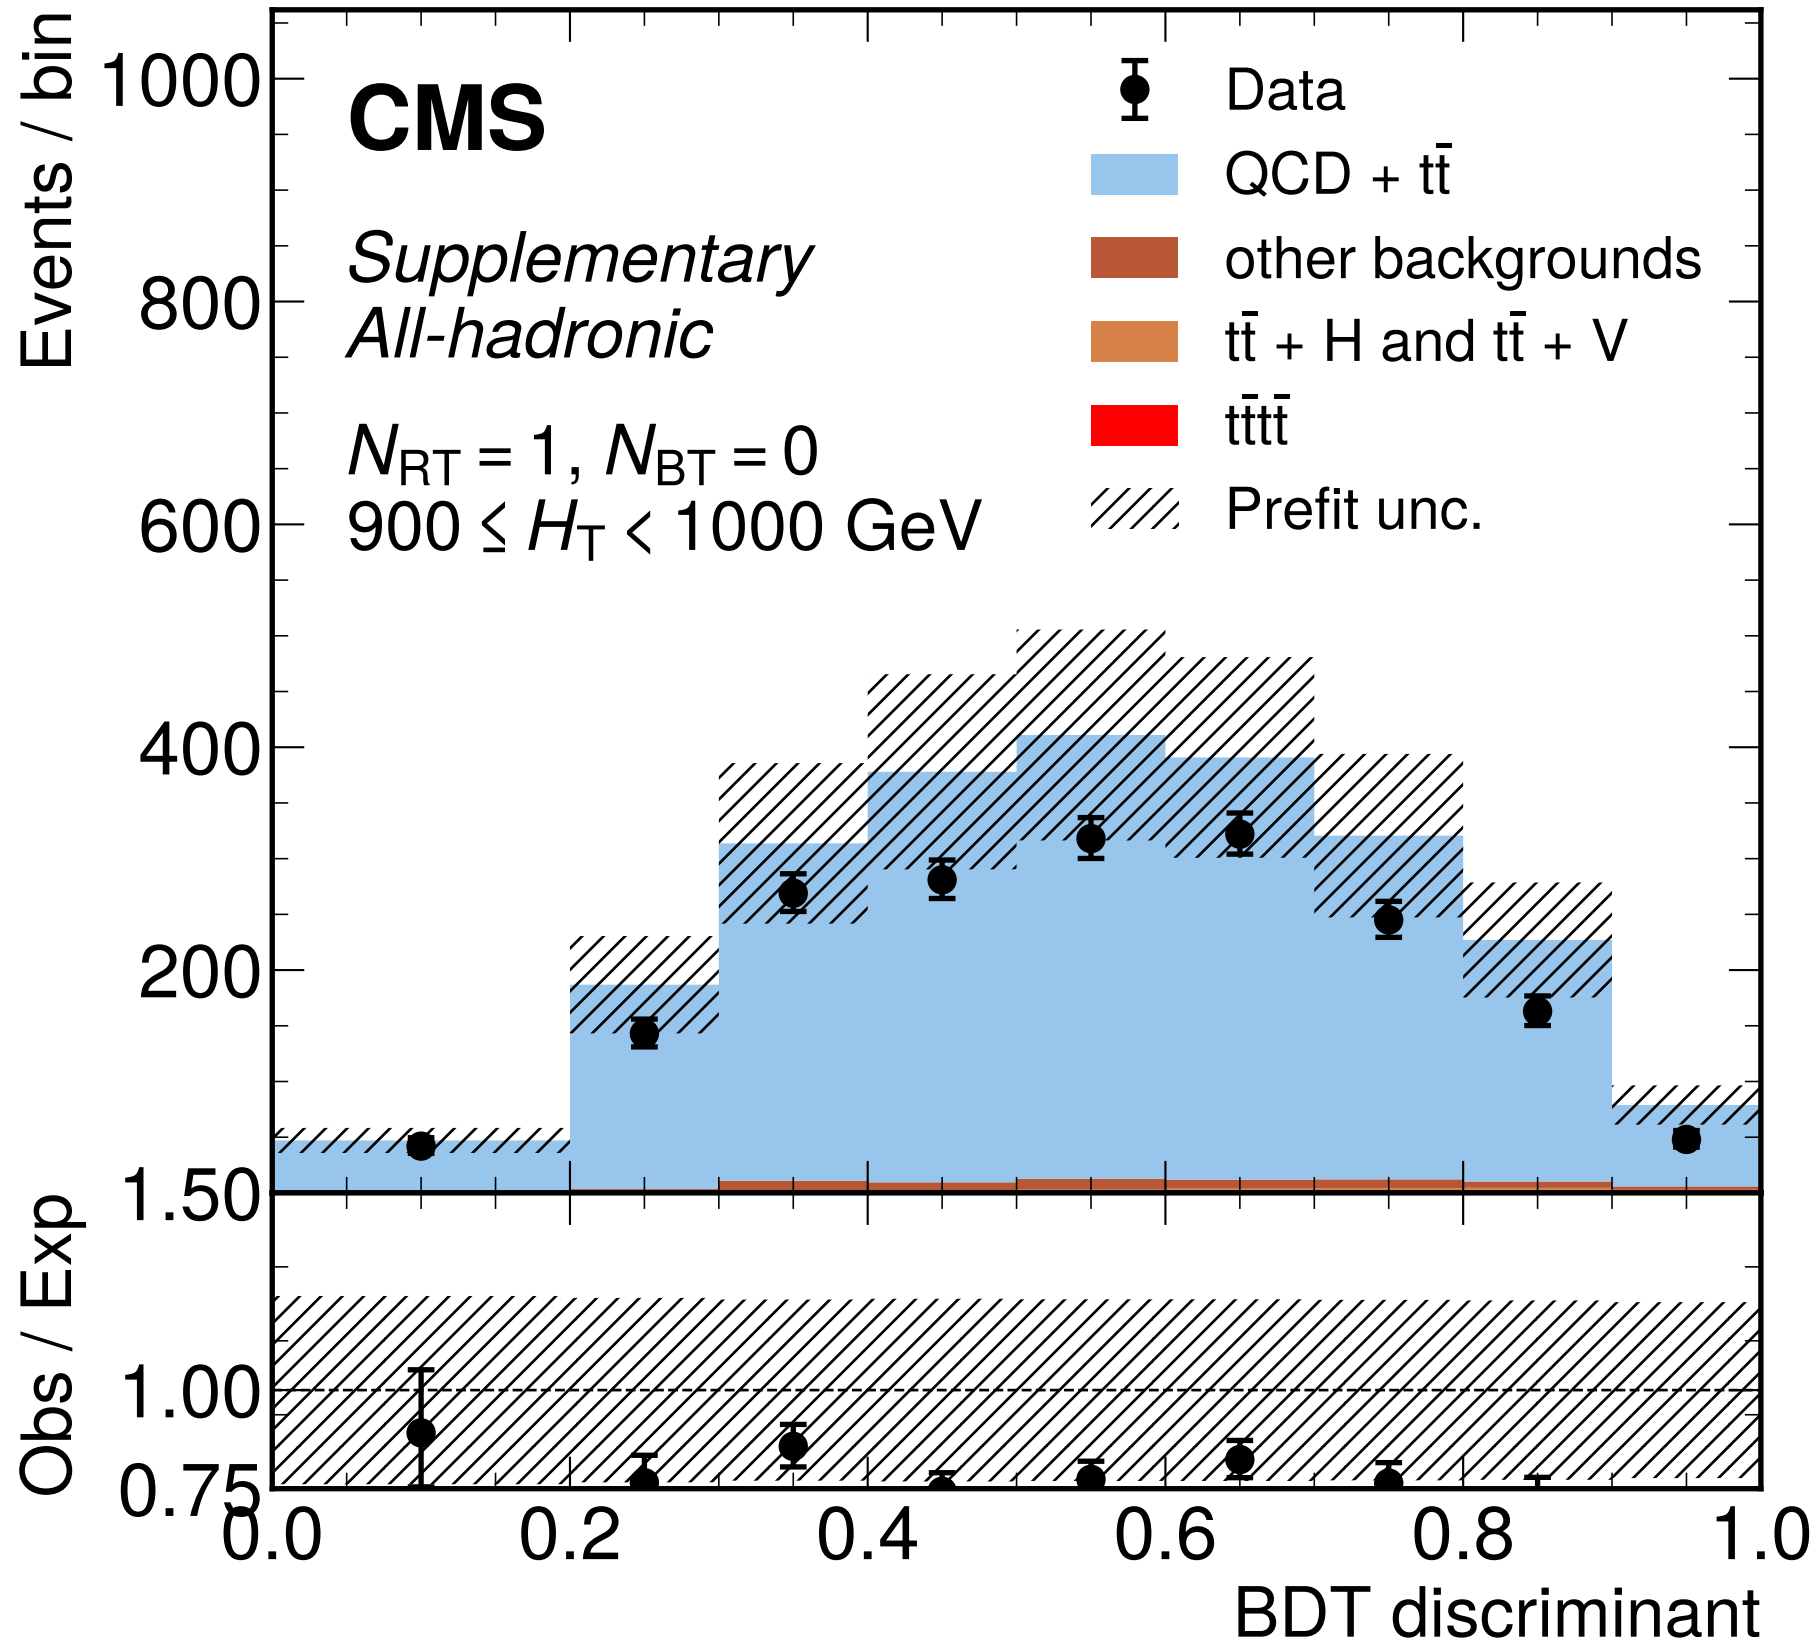 Events / bin
1000
800
600
400
200
CMS
Supplementary
All-hadronic
N_RT = 1, N_BT = 0
900 ≤ H_T < 1000 GeV
Data
QCD + tt̄
other backgrounds
tt̄ + H and tt̄ + V
tt̄tt̄
Prefit unc.
Obs / Exp
1.50
1.00
0.75
0.0 0.2 0.4 0.6 0.8 1.0
BDT discriminant